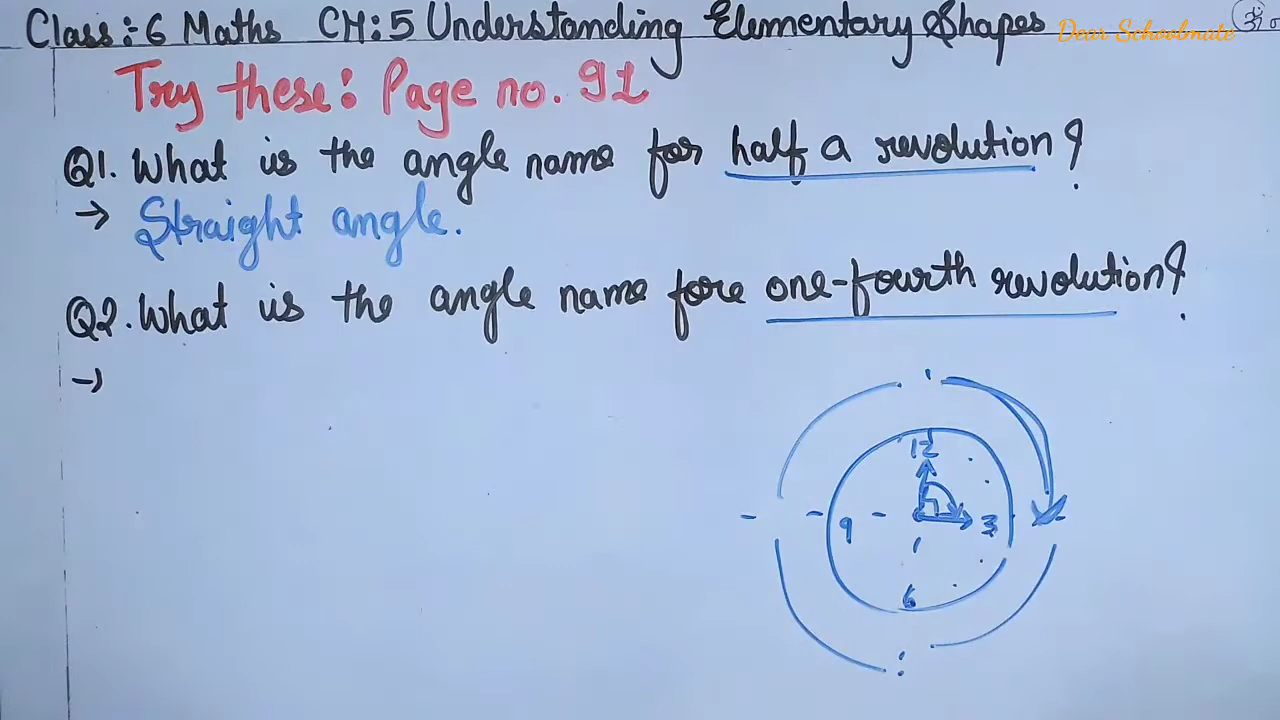 Class:-6 Maths CH:5 Understanding Elementary Shapes
Dear Schoolmate
Try these: Page no. 91
Q1. What is the angle name for half a revolution?
→ Straight angle.
Q2. What is the angle name fore one-fourth revolution?
→
12
9 3
6